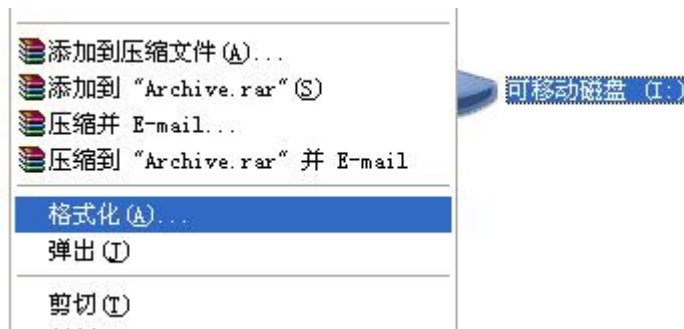 添加到压缩文件(A)...
添加到 "Archive.rar"(S)
压缩并 E-mail...
压缩到 "Archive.rar" 并 E-mail
格式化(A)...
弹出(J)
剪切(T)
可移动磁盘 (I:)